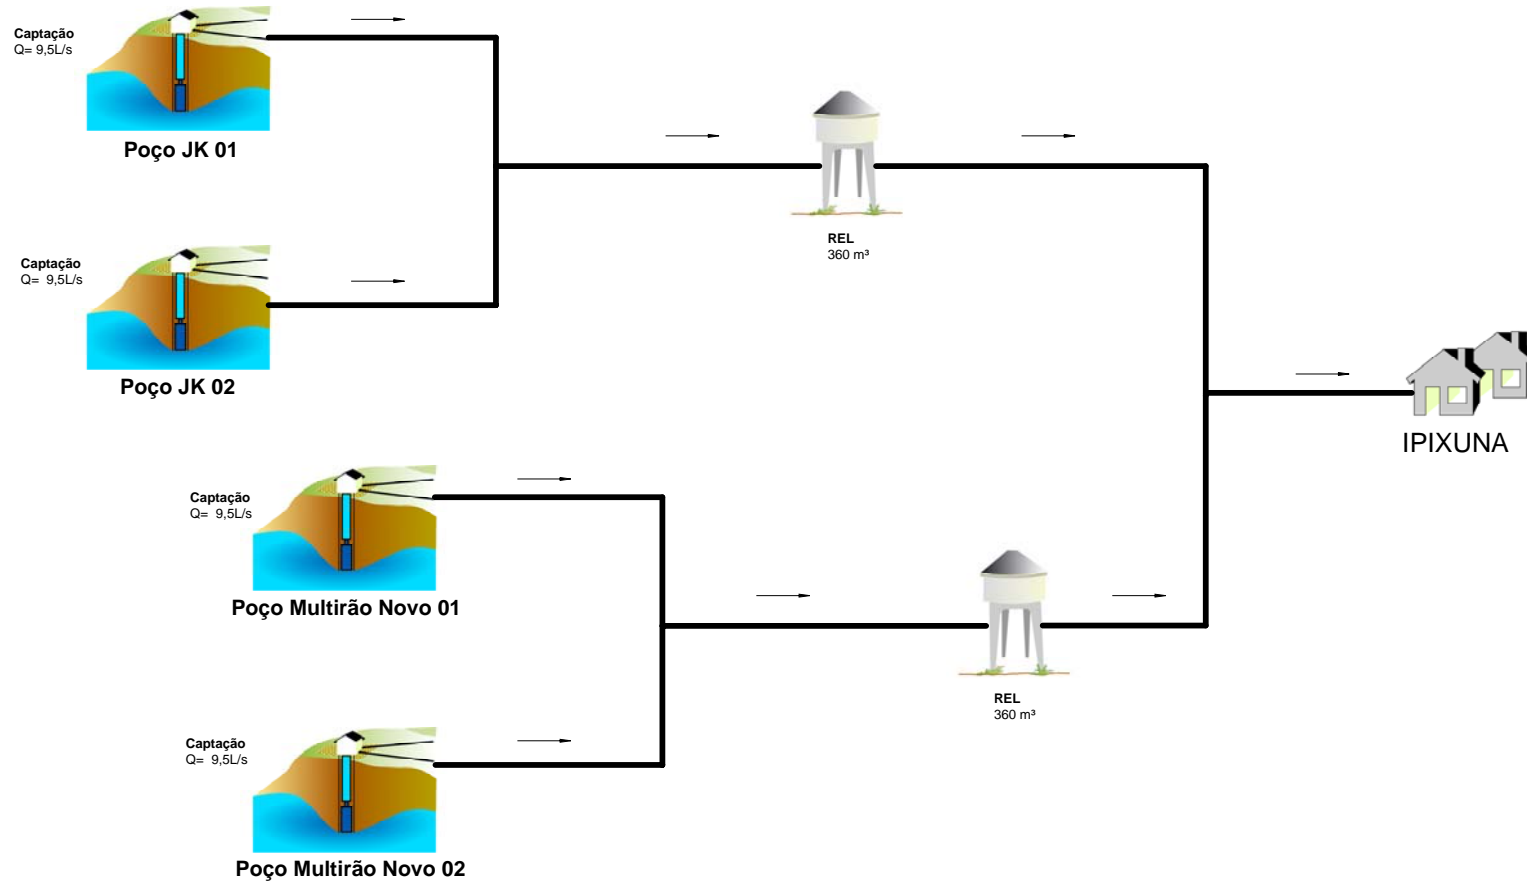 Captação
Q= 9,5L/s
Poço JK 01
REL
360 m³
Captação
Q= 9,5L/s
Poço JK 02
IPIXUNA
Captação
Q= 9,5L/s
Poço Multirão Novo 01
REL
360 m³
Captação
Q= 9,5L/s
Poço Multirão Novo 02